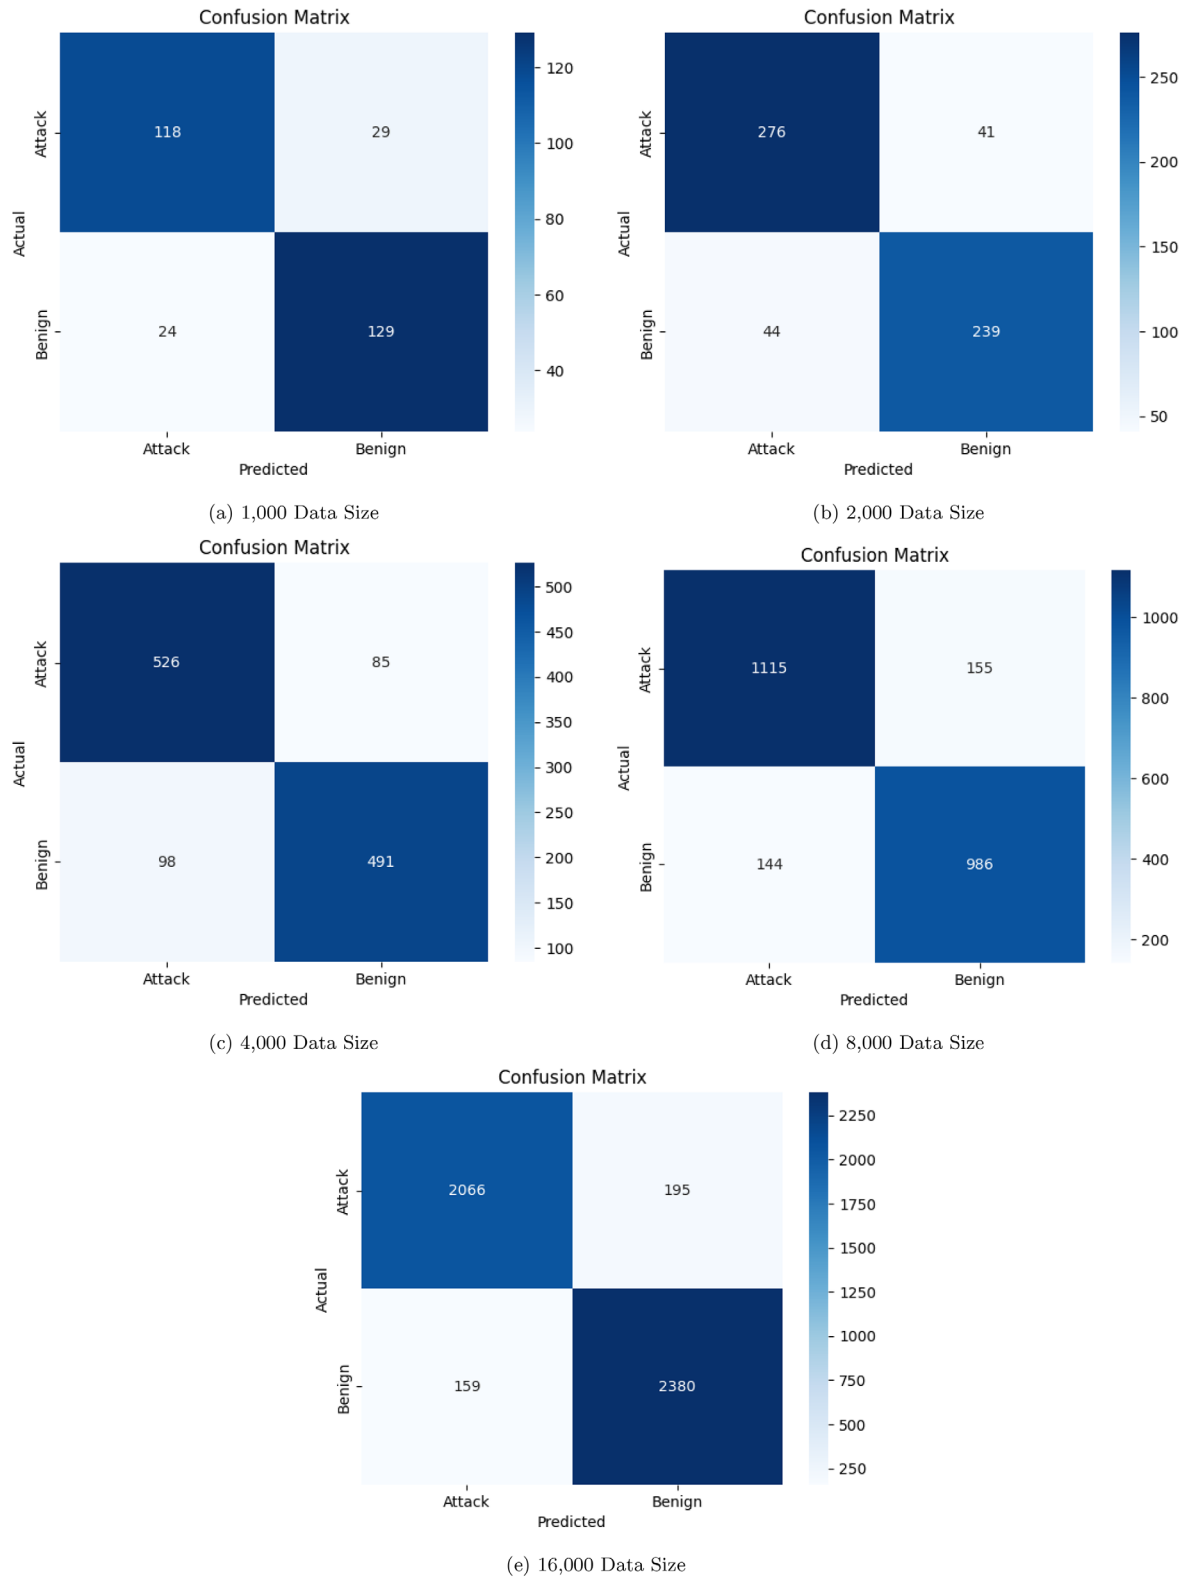 Confusion Matrix
Actual
Attack
Benign
118
29
24
129
120
100
80
60
40
Attack
Benign
Predicted
(a) 1,000 Data Size
Confusion Matrix
Actual
Attack
Benign
276
41
44
239
250
200
150
100
50
Attack
Benign
Predicted
(b) 2,000 Data Size
Confusion Matrix
Actual
Attack
Benign
526
85
98
491
500
450
400
350
300
250
200
150
100
Attack
Benign
Predicted
(c) 4,000 Data Size
Confusion Matrix
Actual
Attack
Benign
1115
155
144
986
1000
800
600
400
200
Attack
Benign
Predicted
(d) 8,000 Data Size
Confusion Matrix
Actual
Attack
Benign
2066
195
159
2380
2250
2000
1750
1500
1250
1000
750
500
250
Attack
Benign
Predicted
(e) 16,000 Data Size